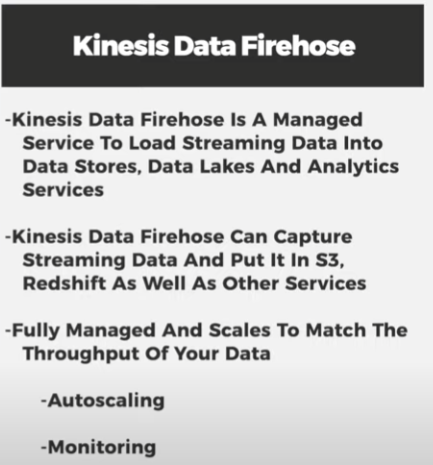 Kinesis Data Firehose
-Kinesis Data Firehose Is A Managed
Service To Load Streaming Data Into
Data Stores, Data Lakes And Analytics
Services
-Kinesis Data Firehose Can Capture
Streaming Data And Put It In S3,
Redshift As Well As Other Services
-Fully Managed And Scales To Match The
Throughput Of Your Data
-Autoscaling
-Monitoring